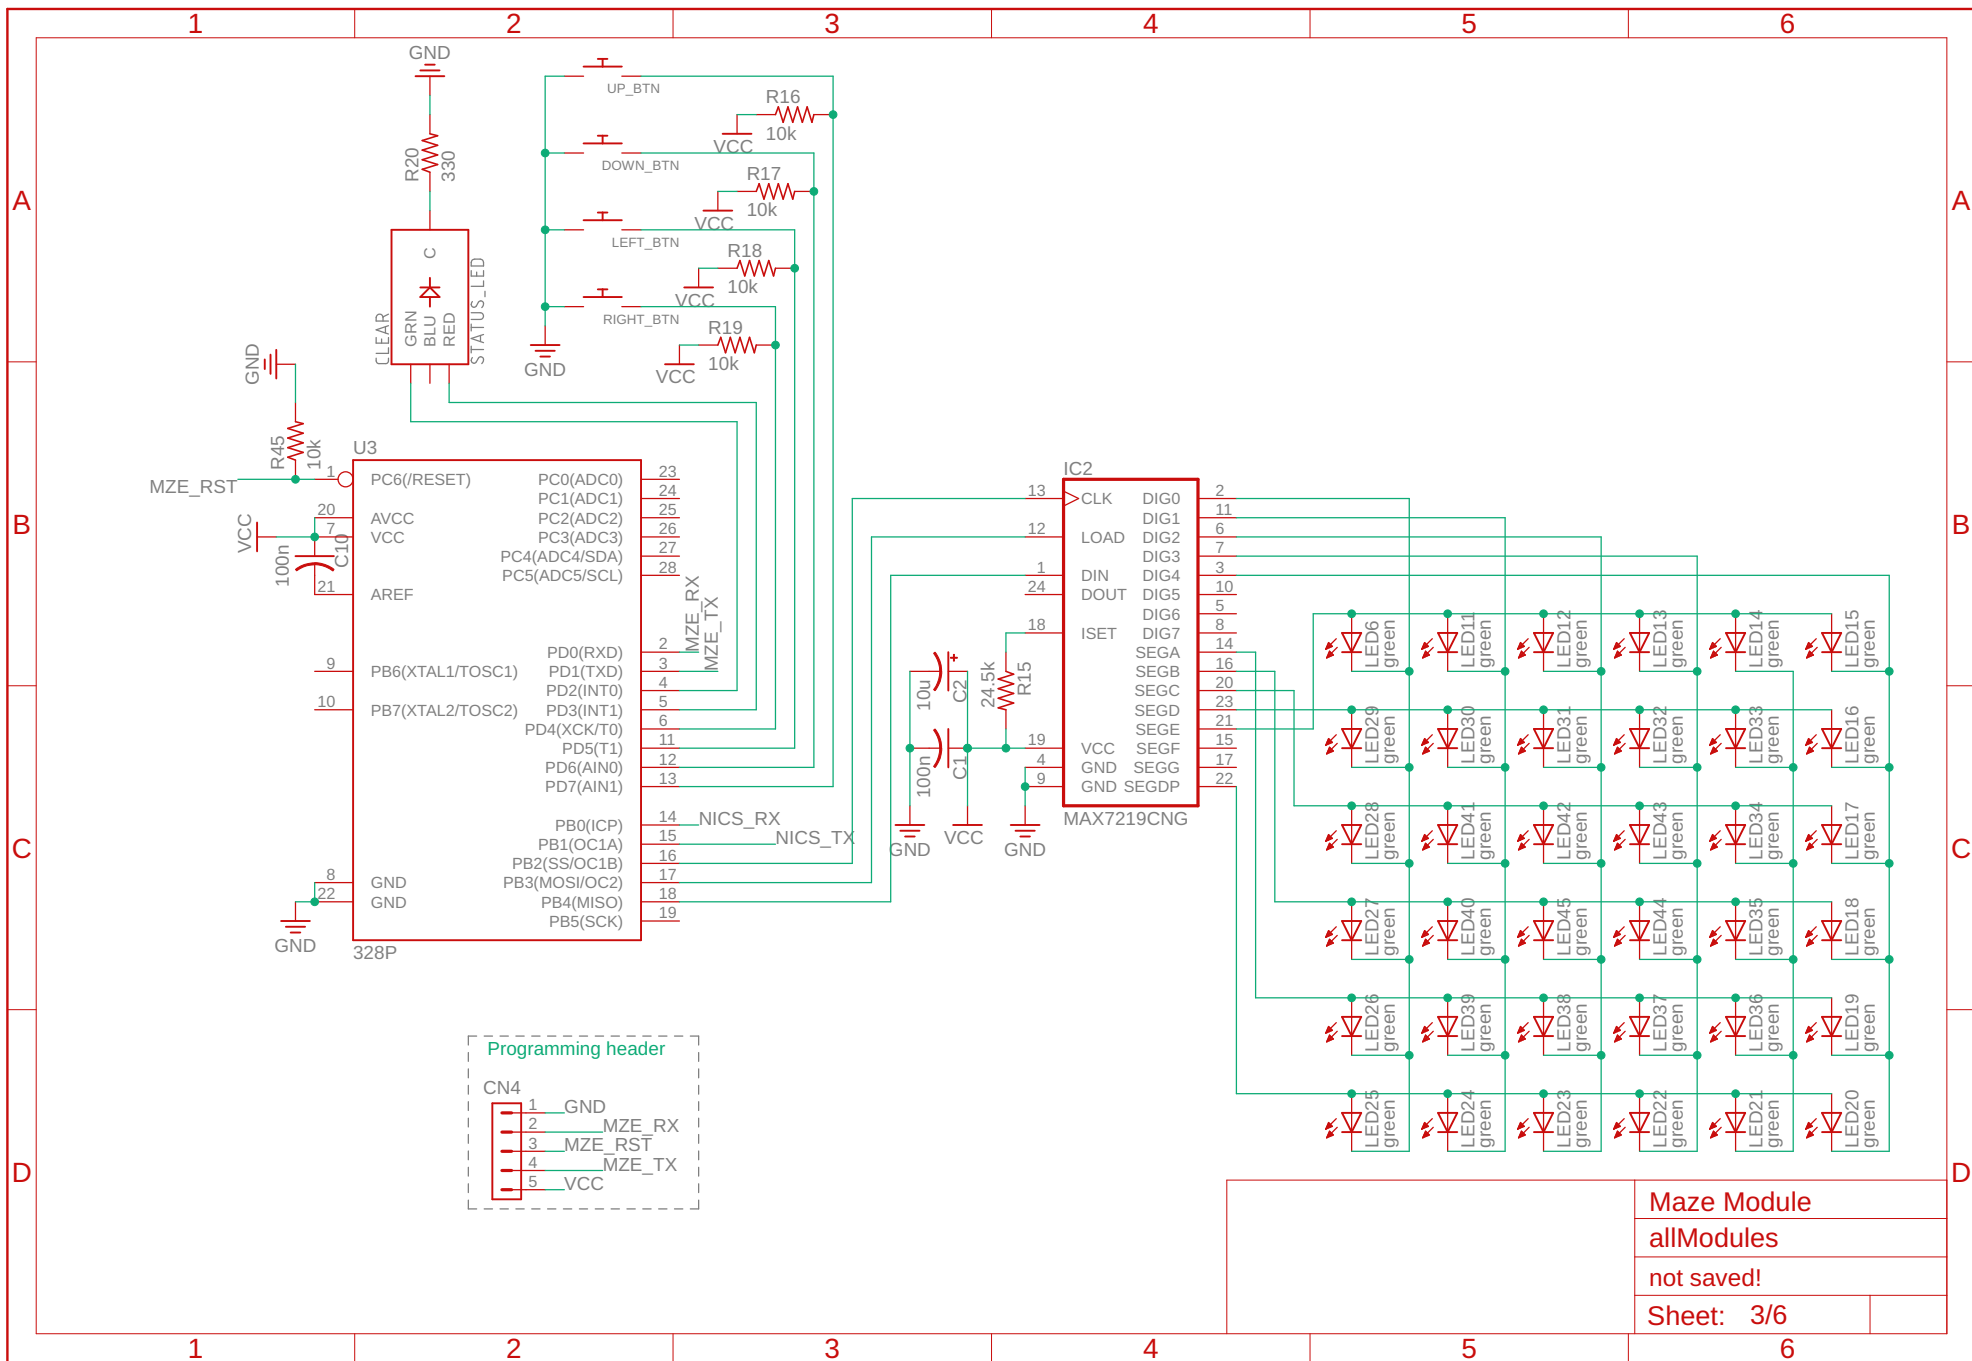 1 2 3 4 5 6
A A
B B
C C
D D
1 2 3 4 5 6
GND
R20
330
C
GRN
BLU
RED
CLEAR
STATUS_LED
UP_BTN
DOWN_BTN
LEFT_BTN
RIGHT_BTN
GND
R16
10k
VCC
R17
10k
VCC
R18
10k
VCC
R19
10k
VCC
GND
R45
10k
MZE_RST
VCC
100n
C10
GND
U3
1 PC6(/RESET)
20 AVCC
7 VCC
21 AREF
9 PB6(XTAL1/TOSC1)
10 PB7(XTAL2/TOSC2)
8 GND
22 GND
PC0(ADC0) 23
PC1(ADC1) 24
PC2(ADC2) 25
PC3(ADC3) 26
PC4(ADC4/SDA) 27
PC5(ADC5/SCL) 28
PD0(RXD) 2
PD1(TXD) 3
PD2(INT0) 4
PD3(INT1) 5
PD4(XCK/T0) 6
PD5(T1) 11
PD6(AIN0) 12
PD7(AIN1) 13
PB0(ICP) 14
PB1(OC1A) 15
PB2(SS/OC1B) 16
PB3(MOSI/OC2) 17
PB4(MISO) 18
PB5(SCK) 19
328P
MZE_RX
MZE_TX
NICS_RX
NICS_TX
10u
C2
+
100n
C1
24.5k
R15
GND
VCC
GND
IC2
13 CLK
12 LOAD
1 DIN
24 DOUT
18 ISET
19 VCC
4 GND
9 GND
DIG0 2
DIG1 11
DIG2 6
DIG3 7
DIG4 3
DIG5 10
DIG6 5
DIG7 8
SEGA 14
SEGB 16
SEGC 20
SEGD 23
SEGE 21
SEGF 15
SEGG 17
SEGDP 22
MAX7219CNG
LED6 green
LED11 green
LED12 green
LED13 green
LED14 green
LED15 green
LED29 green
LED30 green
LED31 green
LED32 green
LED33 green
LED16 green
LED28 green
LED41 green
LED42 green
LED43 green
LED34 green
LED17 green
LED27 green
LED40 green
LED45 green
LED44 green
LED35 green
LED18 green
LED26 green
LED39 green
LED38 green
LED37 green
LED36 green
LED19 green
LED25 green
LED24 green
LED23 green
LED22 green
LED21 green
LED20 green
Programming header
CN4
1 GND
2 MZE_RX
3 MZE_RST
4 MZE_TX
5 VCC
Maze Module
allModules
not saved!
Sheet: 3/6